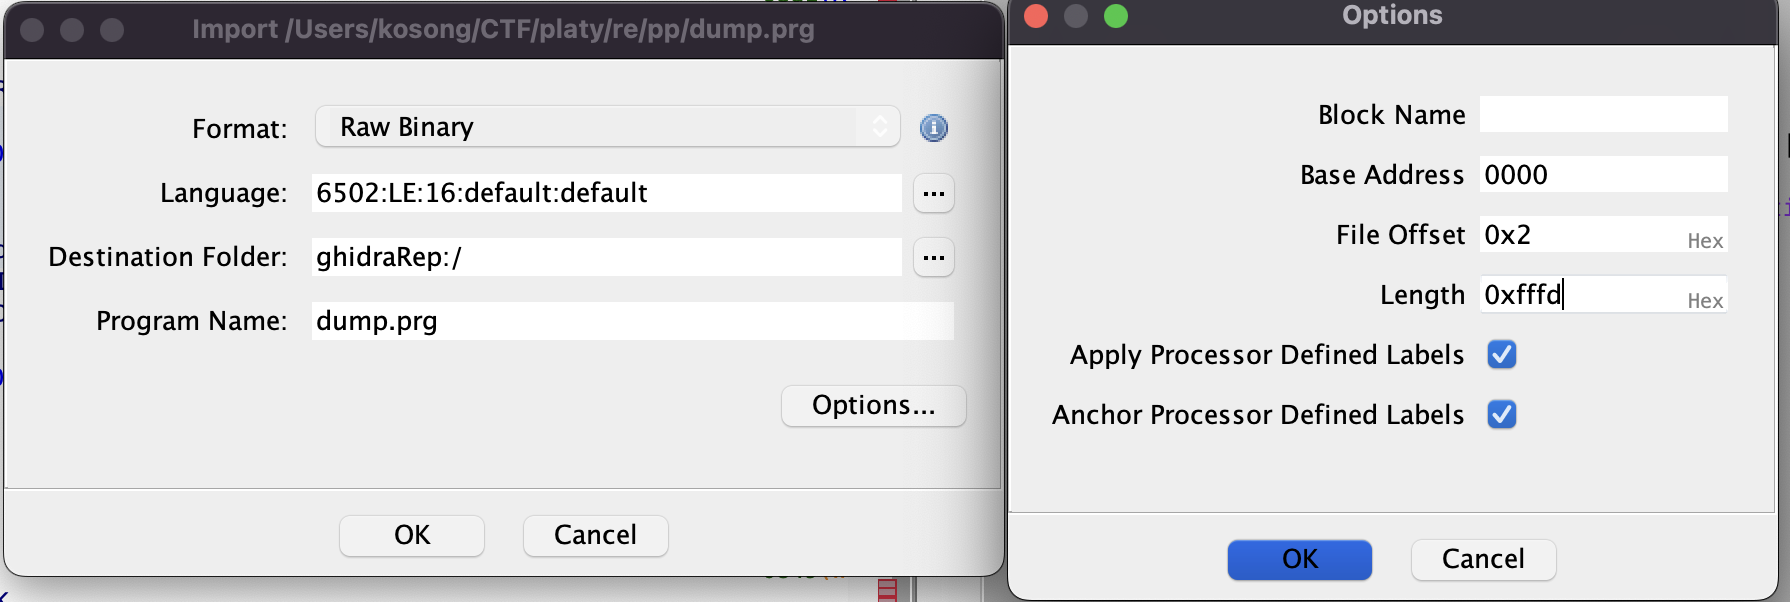 Import /Users/kosong/CTF/platy/re/pp/dump.prg
Format:
Raw Binary
Language:
6502:LE:16:default:default
...
Destination Folder:
ghidraRep:/
...
Program Name:
dump.prg
Options...
OK
Cancel
Options
Block Name
Base Address
0000
File Offset
0x2
Hex
Length
0xfffd
Hex
Apply Processor Defined Labels
Anchor Processor Defined Labels
OK
Cancel